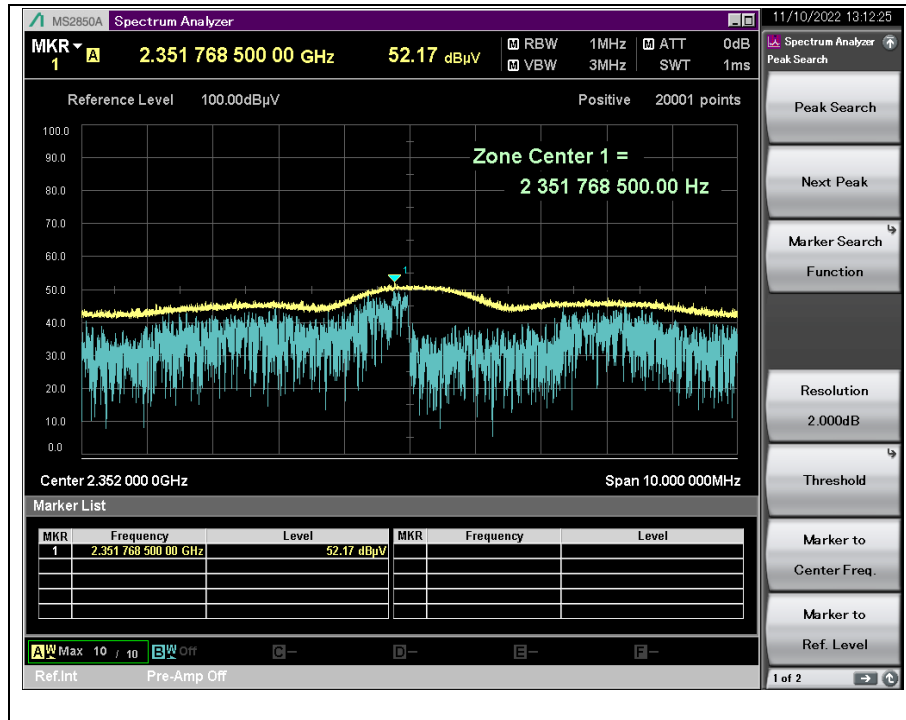 MS2850A Spectrum Analyzer
11/10/2022 13:12:25
MKR A 2.351 768 500 00 GHz 52.17 dBµV M RBW 1MHz M ATT 0dB
1 M VBW 3MHz SWT 1ms
Spectrum Analyzer
Peak Search
Reference Level 100.00dBµV Positive 20001 points
Peak Search
100.0
90.0
80.0
70.0
60.0
50.0
40.0
30.0
20.0
10.0
0.0
Zone Center 1 =
2 351 768 500.00 Hz
1
Next Peak
Marker Search
Function
Resolution
2.000dB
Center 2.352 000 0GHz Span 10.000 000MHz
Threshold
Marker List
MKR Frequency Level MKR Frequency Level
1 2.351 768 500 00 GHz 52.17 dBµV
Marker to
Center Freq.
Marker to
Ref. Level
A W Max 10 / 10 B W Off C — D — E — F —
Ref.Int Pre-Amp Off
1 of 2